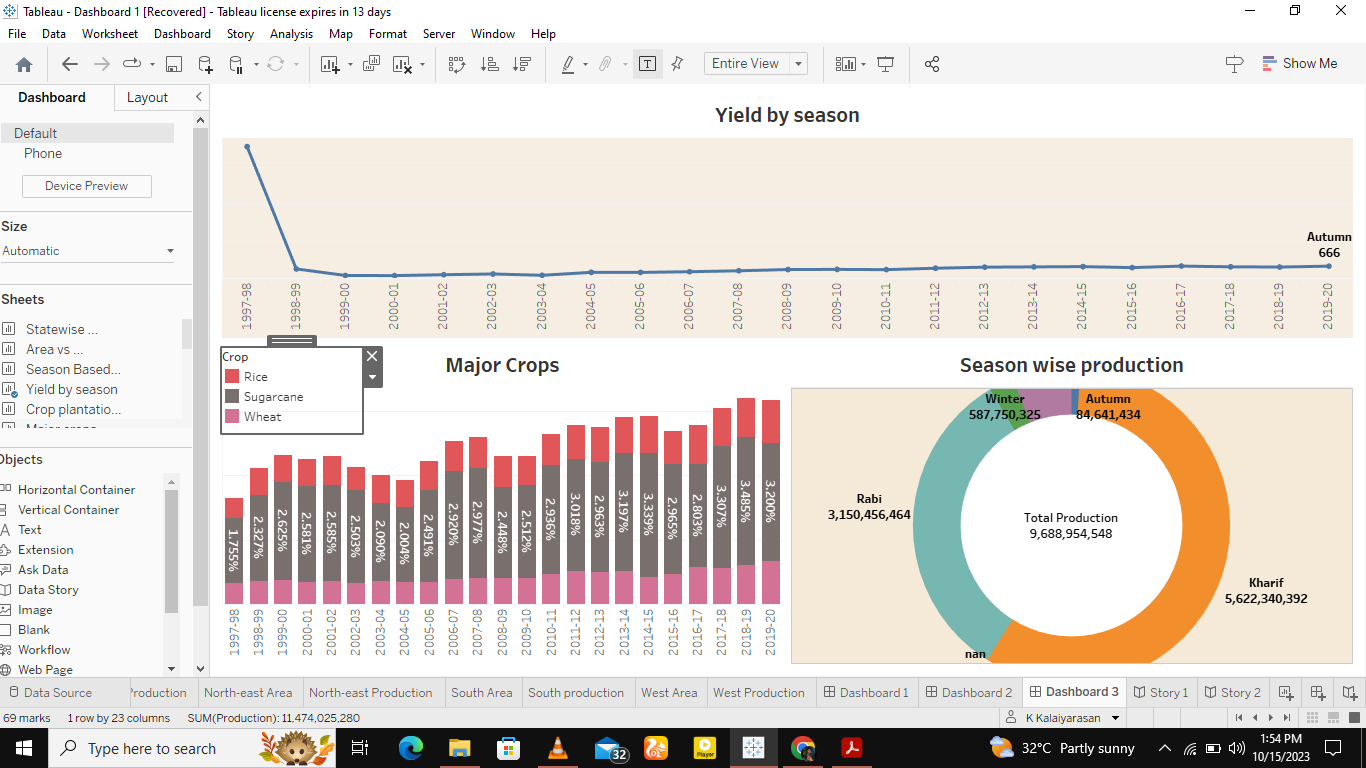 Tableau - Dashboard 1 [Recovered] - Tableau license expires in 13 days
File Data Worksheet Dashboard Story Analysis Map Format Server Window Help
Entire View
Show Me
Dashboard Layout
Default
Phone
Device Preview
Size
Automatic
Sheets
Statewise ...
Area vs ...
Season Based...
Yield by season
Crop plantatio...
Objects
Horizontal Container
Vertical Container
Text
Extension
Ask Data
Data Story
Image
Blank
Workflow
Web Page
Yield by season
Autumn
666
1997-98 1998-99 1999-00 2000-01 2001-02 2002-03 2003-04 2004-05 2005-06 2006-07 2007-08 2008-09 2009-10 2010-11 2011-12 2012-13 2013-14 2014-15 2015-16 2016-17 2017-18 2018-19 2019-20
Crop
Rice
Sugarcane
Wheat
Major Crops
1.755% 2.327% 2.625% 2.581% 2.585% 2.503% 2.090% 2.004% 2.491% 2.920% 2.977% 2.448% 2.512% 2.936% 3.018% 2.963% 3.197% 3.339% 2.965% 2.803% 3.307% 3.485% 3.200%
1997-98 1998-99 1999-00 2000-01 2001-02 2002-03 2003-04 2004-05 2005-06 2006-07 2007-08 2008-09 2009-10 2010-11 2011-12 2012-13 2013-14 2014-15 2015-16 2016-17 2017-18 2018-19 2019-20
Season wise production
Winter
587,750,325
Autumn
84,641,434
Rabi
3,150,456,464
Total Production
9,688,954,548
Kharif
5,622,340,392
nan
Data Source Production North-east Area North-east Production South Area South production West Area West Production Dashboard 1 Dashboard 2 Dashboard 3 Story 1 Story 2
69 marks 1 row by 23 columns SUM(Production): 11,474,025,280
K Kalaiyarasan
Type here to search
32
Player
32°C Partly sunny
1:54 PM
10/15/2023